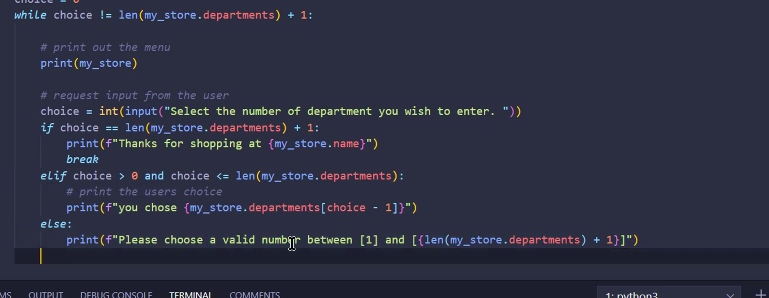 choice = 0
while choice != len(my_store.departments) + 1:
# print out the menu
print(my_store)
# request input from the user
choice = int(input("Select the number of department you wish to enter. "))
if choice == len(my_store.departments) + 1:
print(f"Thanks for shopping at {my_store.name}")
break
elif choice > 0 and choice <= len(my_store.departments):
# print the users choice
print(f"you chose {my_store.departments[choice - 1]}")
else:
print(f"Please choose a valid number between [1] and [{len(my_store.departments) + 1}]")
MS OUTPUT DEBUG CONSOLE TERMINAL COMMENTS 1: python3